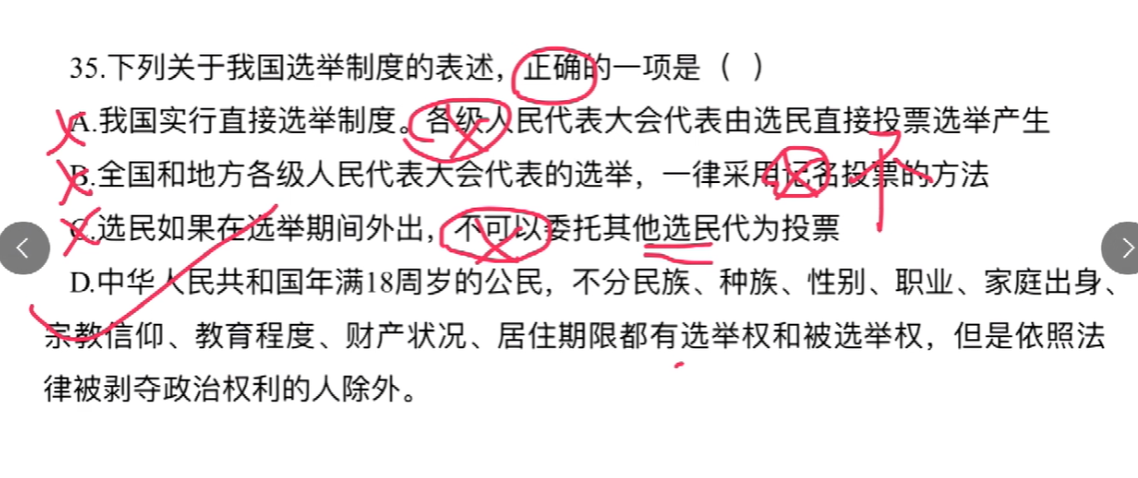 35.下列关于我国选举制度的表述，正确的一项是（ ）
A.我国实行直接选举制度。各级人民代表大会代表由选民直接投票选举产生
B.全国和地方各级人民代表大会代表的选举，一律采用记名投票的方法
C.选民如果在选举期间外出，不可以委托其他选民代为投票
D.中华人民共和国年满18周岁的公民，不分民族、种族、性别、职业、家庭出身、
宗教信仰、教育程度、财产状况、居住期限都有选举权和被选举权，但是依照法
律被剥夺政治权利的人除外。